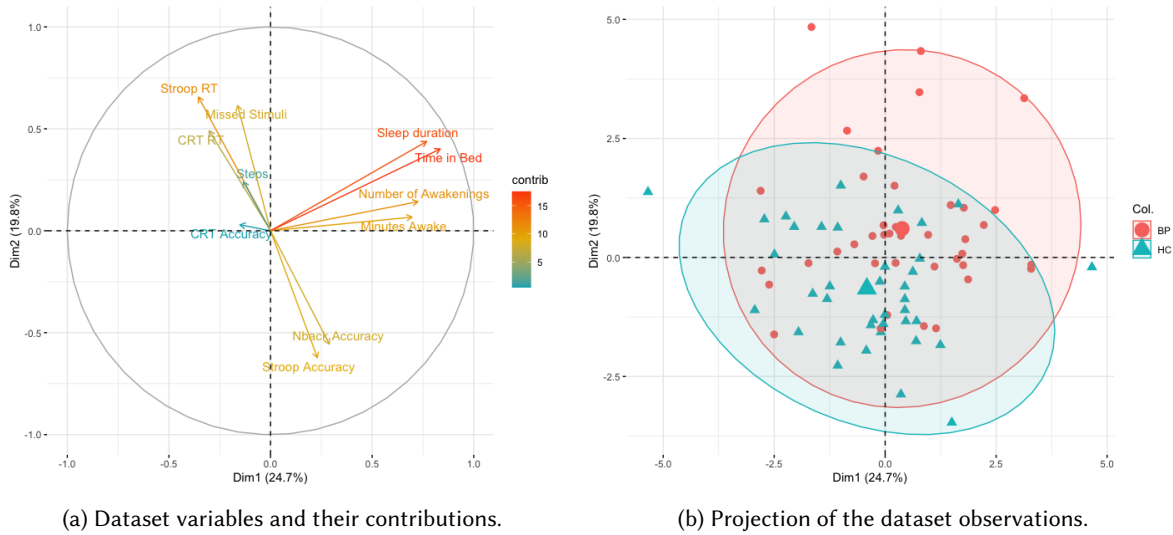 1.0
0.5
0.0
-0.5
-1.0
Dim2 (19.8%)
Stroop RT
Missed Stimuli
CRT RT
Steps
CRT Accuracy
Sleep duration
Time in Bed
Number of Awakenings
Minutes Awake
Nback Accuracy
Stroop Accuracy
-1.0 -0.5 0.0 0.5 1.0
Dim1 (24.7%)
contrib
15
10
5
(a) Dataset variables and their contributions.
5.0
2.5
0.0
-2.5
Dim2 (19.8%)
-5.0 -2.5 0.0 2.5 5.0
Dim1 (24.7%)
Col.
BP
HC
(b) Projection of the dataset observations.